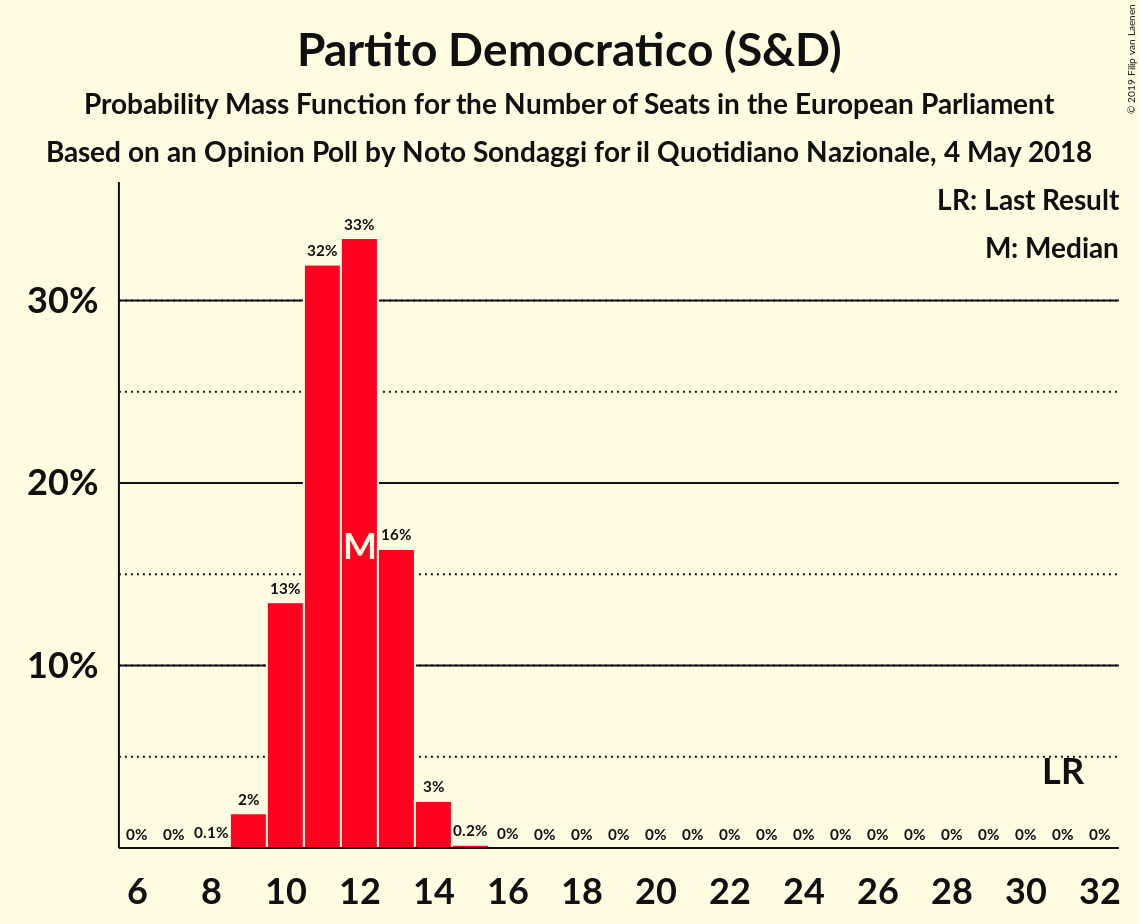 Partito Democratico (S&D)
Probability Mass Function for the Number of Seats in the European Parliament
Based on an Opinion Poll by Noto Sondaggi for il Quotidiano Nazionale, 4 May 2018
© 2019 Filip van Laenen
LR: Last Result
M: Median
30%
20%
10%
0% 0% 0.1% 2% 13% 32% 33% 16% 3% 0.2% 0% 0% 0% 0% 0% 0% 0% 0% 0% 0% 0% 0% 0% 0% 0% 0% 0%
M
LR
6 8 10 12 14 16 18 20 22 24 26 28 30 32